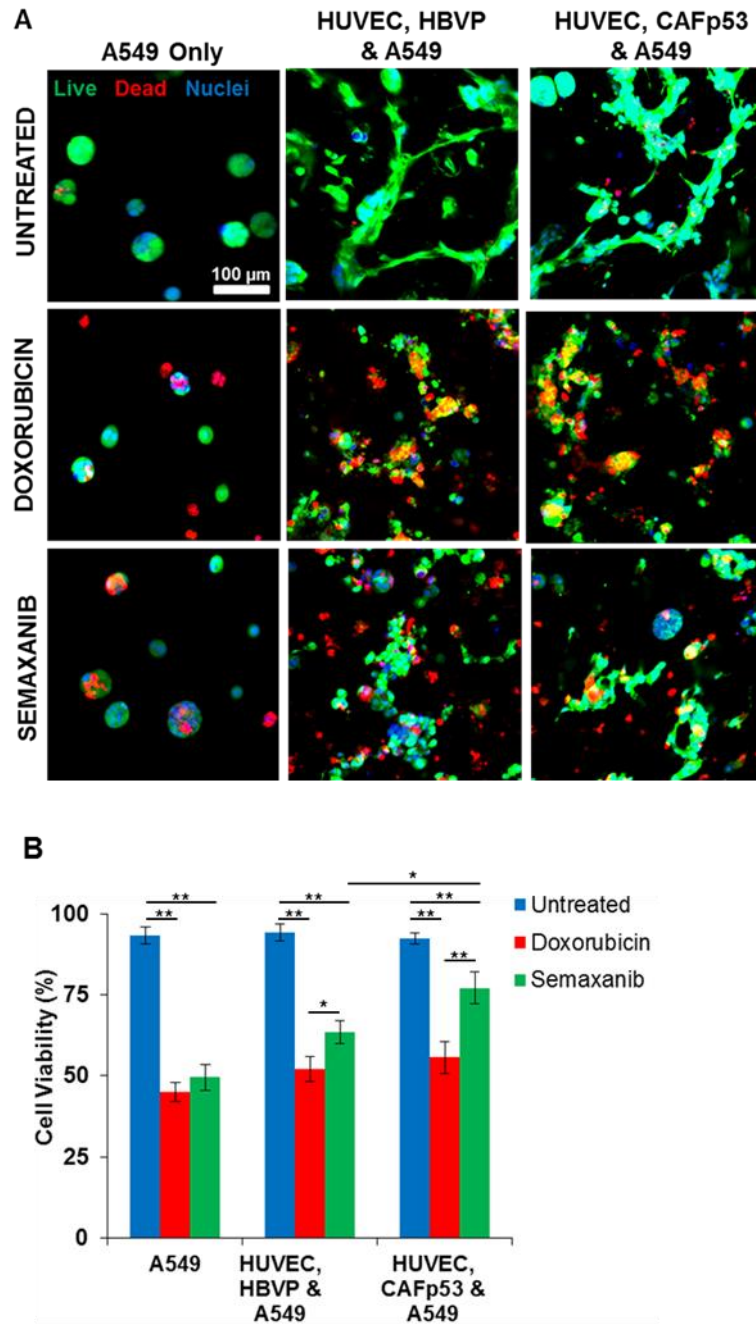 A
A549 Only
HUVEC, HBVP
& A549
HUVEC, CAFp53
& A549
UNTREATED
Live Dead Nuclei
100 µm
DOXORUBICIN
SEMAXANIB
B
Cell Viability (%)
100
75
50
25
0
**
**
**
**
*
*
**
**
**
Untreated
Doxorubicin
Semaxanib
A549
HUVEC,
HBVP &
A549
HUVEC,
CAFp53 &
A549